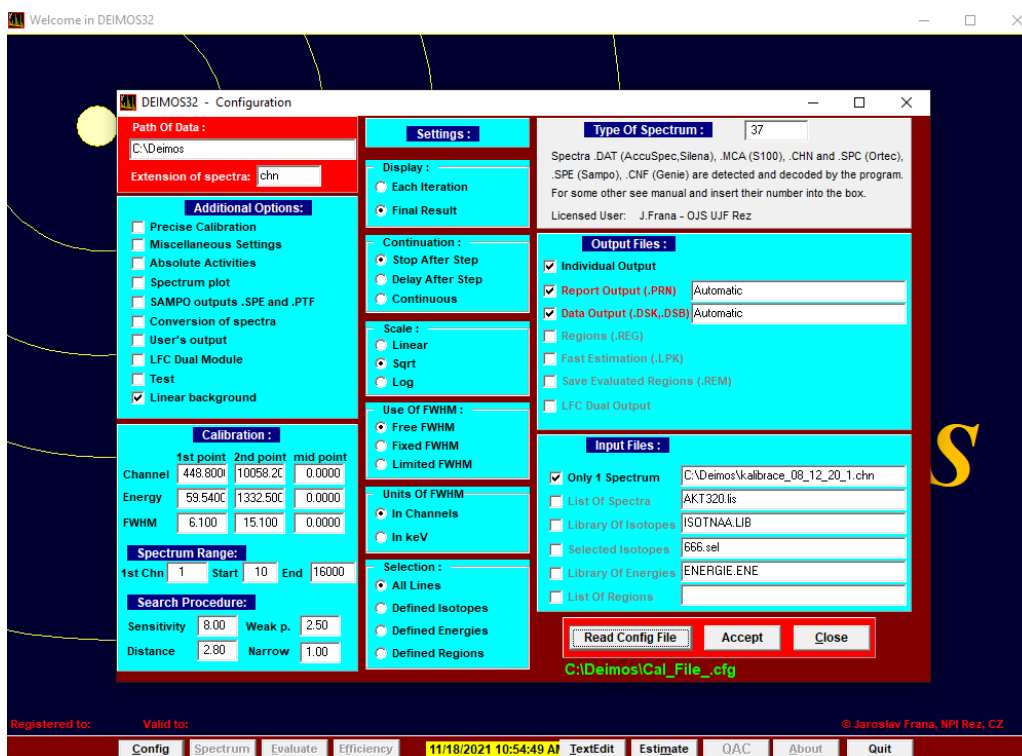 Welcome in DEIMOS32
DEIMOS32 - Configuration
Path Of Data :
C:\Deimos
Extension of spectra: chn
Additional Options:
Precise Calibration
Miscellaneous Settings
Absolute Activities
Spectrum plot
SAMPO outputs .SPE and .PTF
Conversion of spectra
User's output
LFC Dual Module
Test
Linear background
Calibration :
1st point 2nd point mid point
Channel 448.800( 10058.2( 0.0000
Energy 59.540( 1332.50( 0.0000
FWHM 6.100 15.100 0.0000
Spectrum Range:
1st Chn 1 Start 10 End 16000
Search Procedure:
Sensitivity 8.00 Weak p. 2.50
Distance 2.80 Narrow 1.00
Settings :
Display :
Each Iteration
Final Result
Continuation :
Stop After Step
Delay After Step
Continuous
Scale :
Linear
Sqrt
Log
Use Of FWHM :
Free FWHM
Fixed FWHM
Limited FWHM
Units Of FWHM
In Channels
In keV
Selection :
All Lines
Defined Isotopes
Defined Energies
Defined Regions
Type Of Spectrum : 37
Spectra .DAT (AccuSpec,Silena), .MCA (S100), .CHN and .SPC (Ortec),
.SPE (Sampo), .CNF (Genie) are detected and decoded by the program.
For some other see manual and insert their number into the box.
Licensed User: J.Frana - OJS UJF Rez
Output Files :
Individual Output
Report Output (.PRN) Automatic
Data Output (.DSK,.DSB) Automatic
Regions (.REG)
Fast Estimation (.LPK)
Save Evaluated Regions (.REM)
LFC Dual Output
Input Files :
Only 1 Spectrum C:\Deimos\kalibrace_08_12_20_1.chn
List Of Spectra AKT320.lis
Library Of Isotopes ISOTNAA.LIB
Selected Isotopes 666.sel
Library Of Energies ENERGIE.ENE
List Of Regions
Read Config File Accept Close
C:\Deimos\Cal_File_.cfg
S
Registered to: Valid to: © Jaroslav Frana, NPI Rez, CZ
Config Spectrum Evaluate Efficiency 11/18/2021 10:54:49 AM TextEdit Estimate QAC About Quit